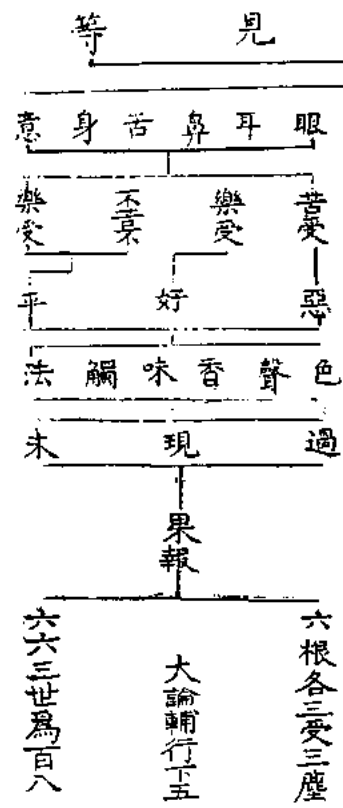 見 等
眼 耳 鼻 苦 身 意
苦受 樂受 不苦不 樂受
惡 好 平
色 聲 香 味 觸 法
過 現 未
果報
六根各三受三塵
大論輔行下五
六六三世爲百八